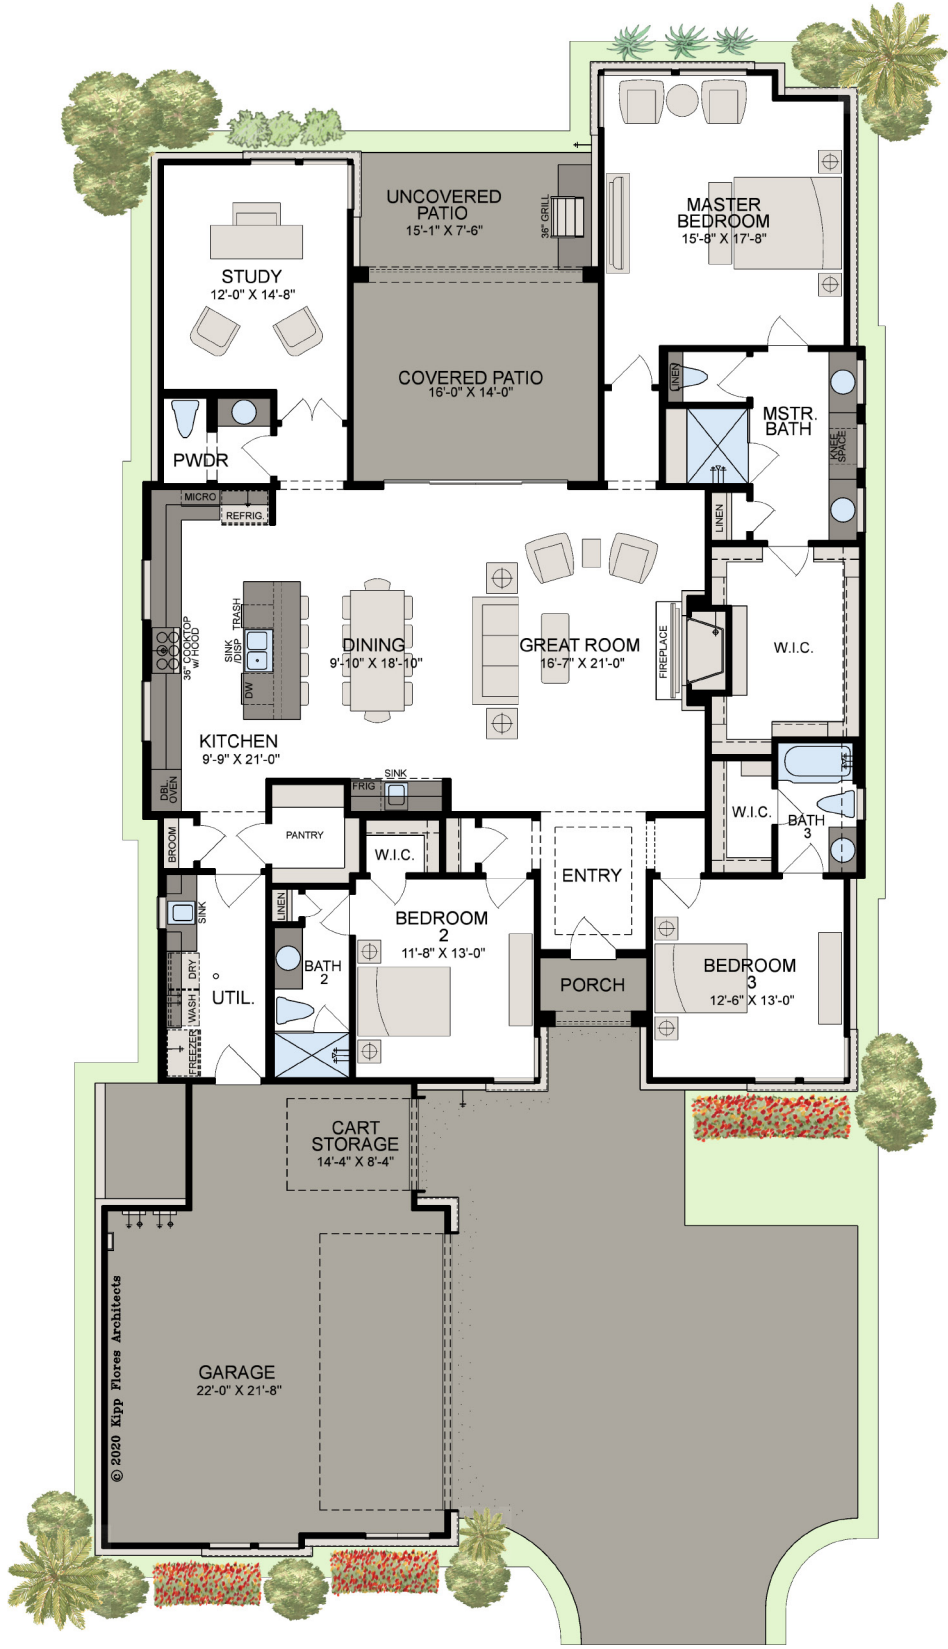 UNCOVERED
PATIO
15'-1" X 7'-6"
36" GRILL
MASTER
BEDROOM
15'-8" X 17'-8"
STUDY
12'-0" X 14'-8"
COVERED PATIO
16'-0" X 14'-0"
LINEN
MSTR.
BATH
KNEE
SPACE
PWDR
MICRO
REFRIG.
LINEN
TRASH
SINK
/DISP
DW
36" COOKTOP
w/ HOOD
DINING
9'-10" X 18'-10"
GREAT ROOM
16'-7" X 21'-0"
FIREPLACE
W.I.C.
KITCHEN
9'-9" X 21'-0"
DBL.
OVEN
SINK
FRIG
W.I.C.
BATH
3
BROOM
PANTRY
W.I.C.
ENTRY
LINEN
SINK
BEDROOM
2
11'-8" X 13'-0"
BATH
2
DRY
WASH
FREEZER
UTIL.
PORCH
BEDROOM
3
12'-6" X 13'-0"
CART
STORAGE
14'-4" X 8'-4"
GARAGE
22'-0" X 21'-8"
© 2020 Kipp Flores Architects